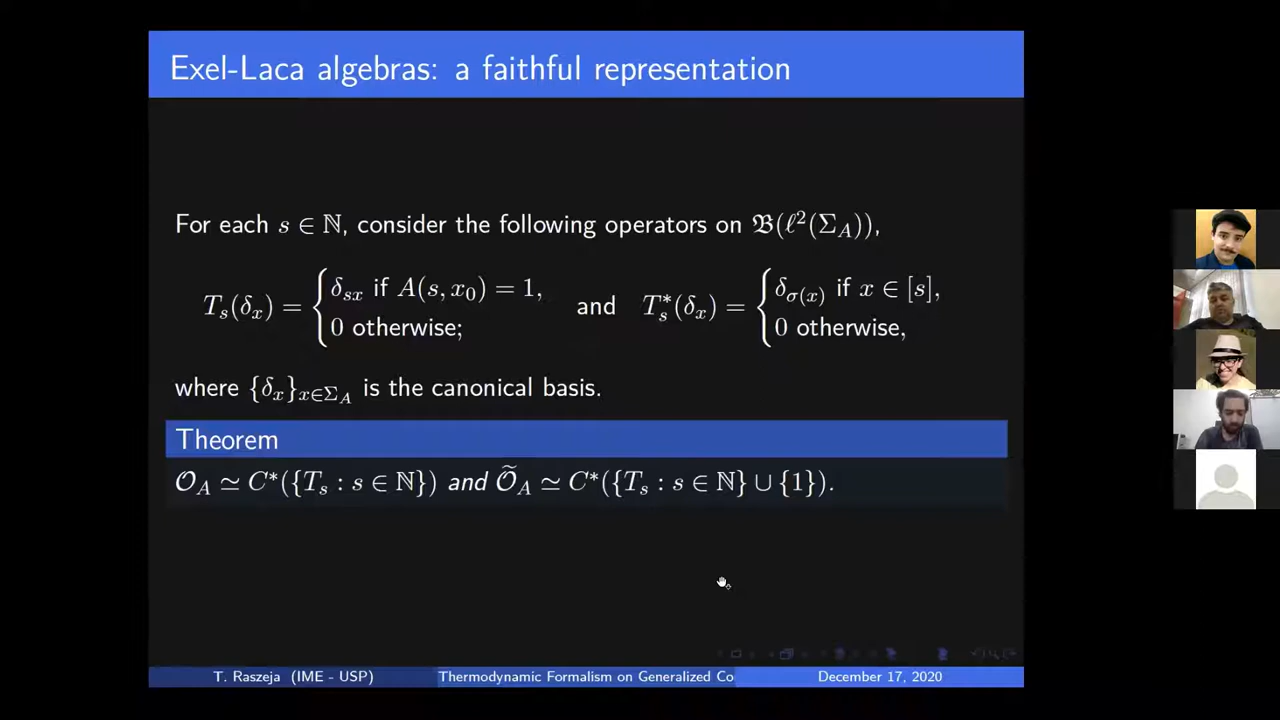 Exel-Laca algebras: a faithful representation
For each s ∈ ℕ, consider the following operators on 𝔅(ℓ²(Σ_A)),
T_s(δ_x) = { δ_{sx} if A(s, x_0) = 1, 0 otherwise; and T_s^*(δ_x) = { δ_{σ(x)} if x ∈ [s], 0 otherwise,
where {δ_x}_{x∈Σ_A} is the canonical basis.
Theorem
𝒪_A ≃ C*({T_s : s ∈ ℕ}) and 𝒪̃_A ≃ C*({T_s : s ∈ ℕ} ∪ {1}).
T. Raszeja (IME - USP) Thermodynamic Formalism on Generalized Co December 17, 2020